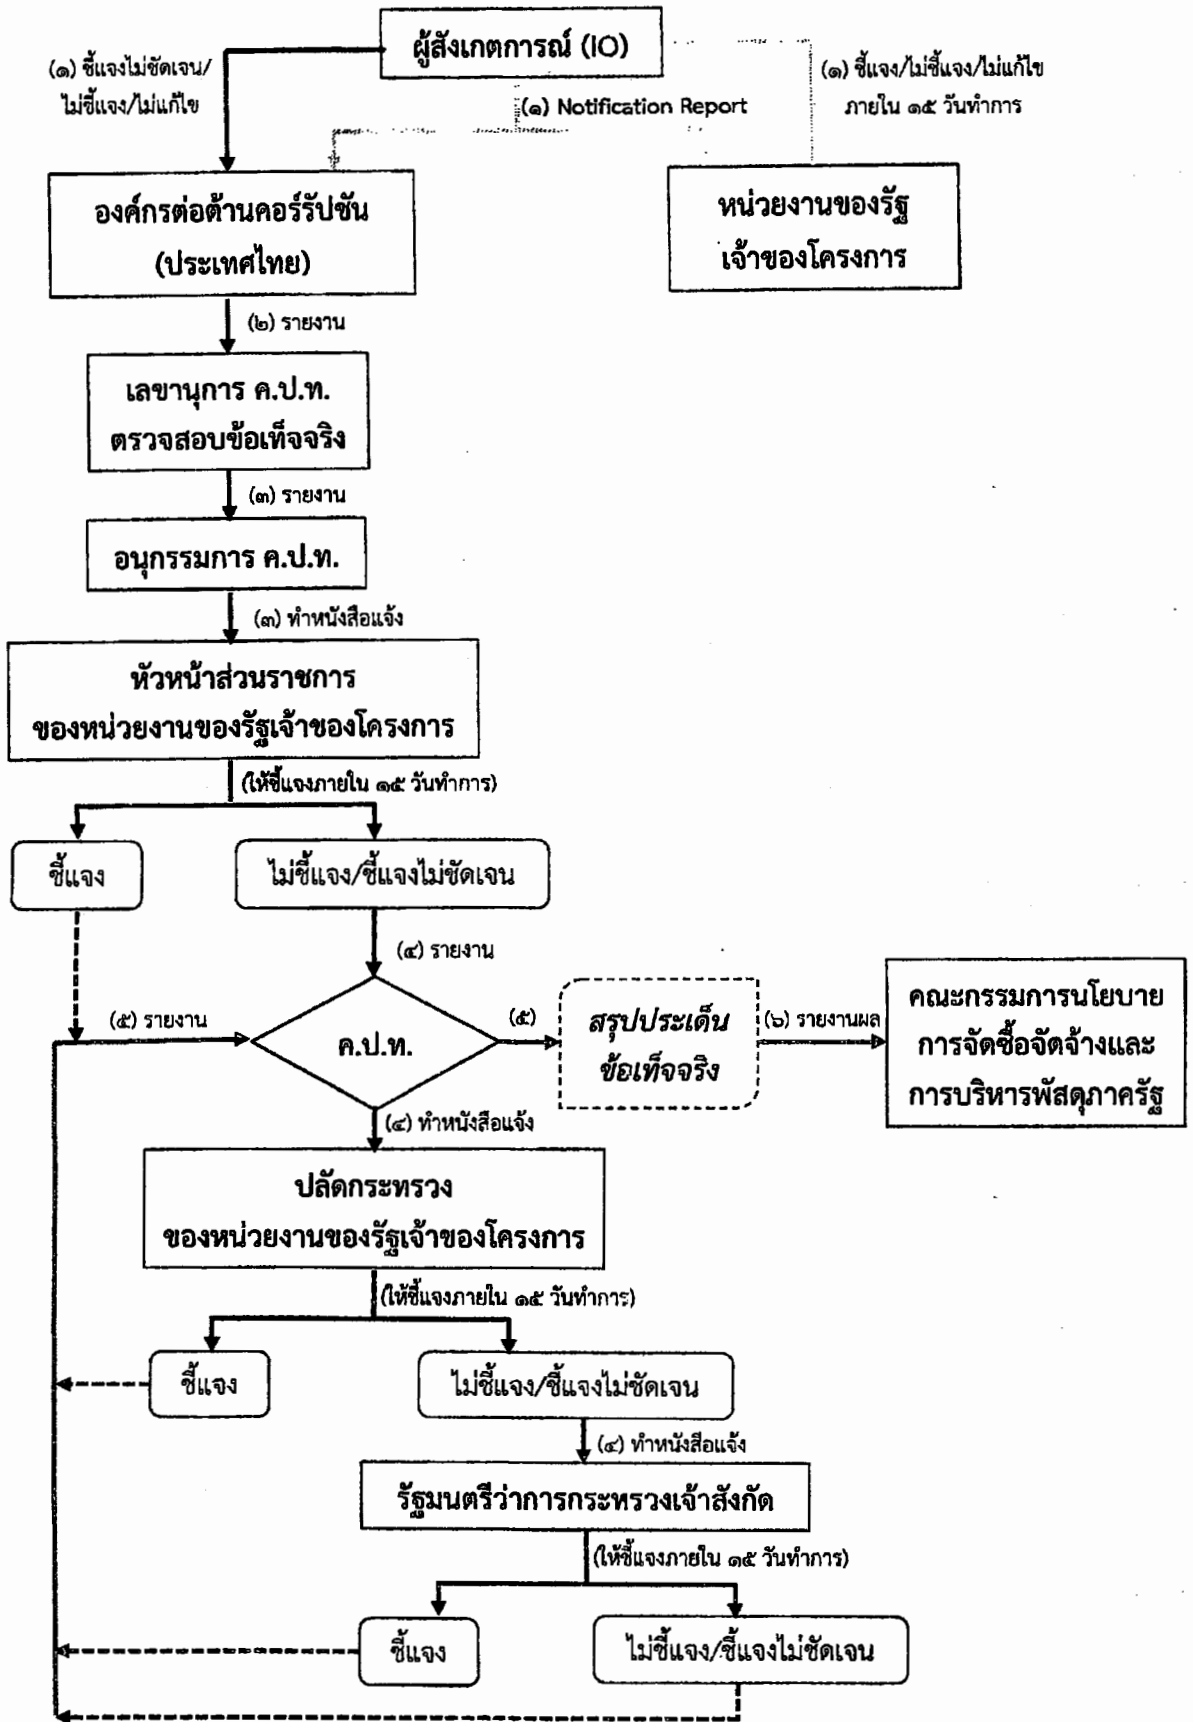 ผู้สังเกตการณ์ (IO)
(๑) ชี้แจงไม่ชัดเจน/
ไม่ชี้แจง/ไม่แก้ไข
(๑) ชี้แจง/ไม่ชี้แจง/ไม่แก้ไข
ภายใน ๑๕ วันทำการ
(๑) Notification Report
องค์กรต่อต้านคอร์รัปชัน
(ประเทศไทย)
หน่วยงานของรัฐ
เจ้าของโครงการ
(๒) รายงาน
เลขานุการ ค.ป.ท.
ตรวจสอบข้อเท็จจริง
(๓) รายงาน
อนุกรรมการ ค.ป.ท.
(๓) ทำหนังสือแจ้ง
หัวหน้าส่วนราชการ
ของหน่วยงานของรัฐเจ้าของโครงการ
(ให้ชี้แจงภายใน ๑๕ วันทำการ)
ชี้แจง
ไม่ชี้แจง/ชี้แจงไม่ชัดเจน
(๔) รายงาน
(๕) รายงาน
ค.ป.ท.
(๕)
สรุปประเด็น
ข้อเท็จจริง
(๖) รายงานผล
คณะกรรมการนโยบาย
การจัดซื้อจัดจ้างและ
การบริหารพัสดุภาครัฐ
(๔) ทำหนังสือแจ้ง
ปลัดกระทรวง
ของหน่วยงานของรัฐเจ้าของโครงการ
(ให้ชี้แจงภายใน ๑๕ วันทำการ)
ชี้แจง
ไม่ชี้แจง/ชี้แจงไม่ชัดเจน
(๔) ทำหนังสือแจ้ง
รัฐมนตรีว่าการกระทรวงเจ้าสังกัด
(ให้ชี้แจงภายใน ๑๕ วันทำการ)
ชี้แจง
ไม่ชี้แจง/ชี้แจงไม่ชัดเจน